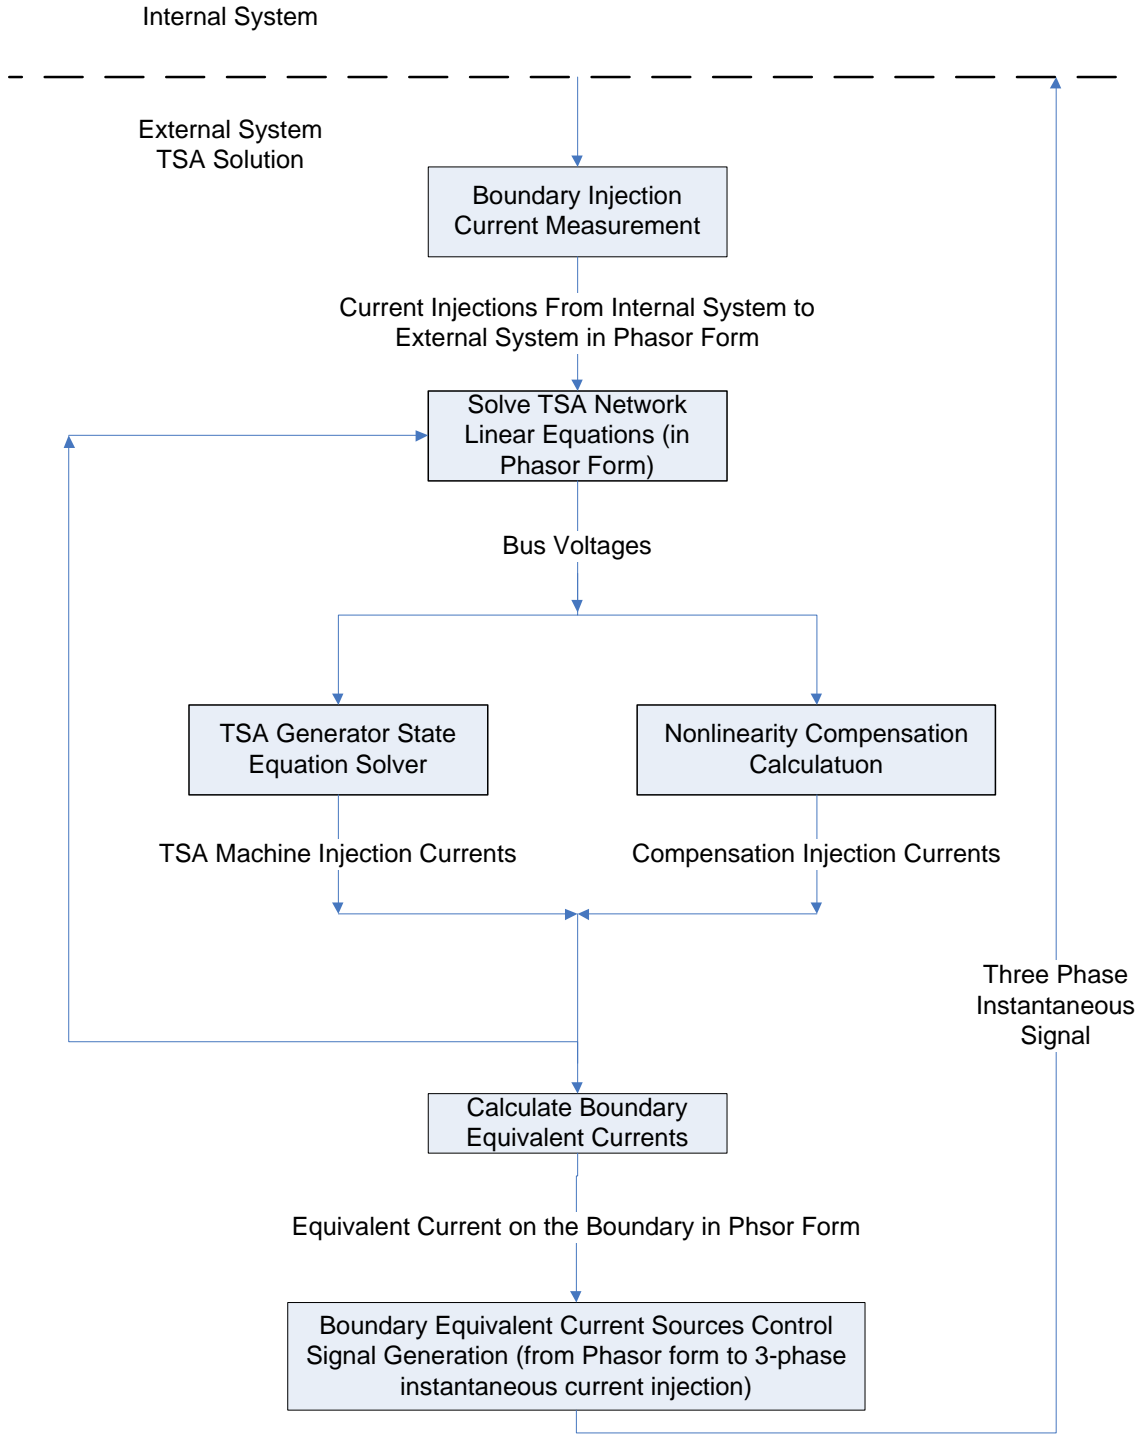 Internal System
External System
TSA Solution
Boundary Injection
Current Measurement
Current Injections From Internal System to
External System in Phasor Form
Solve TSA Network
Linear Equations (in
Phasor Form)
Bus Voltages
TSA Generator State
Equation Solver
Nonlinearity Compensation
Calculatuon
TSA Machine Injection Currents
Compensation Injection Currents
Three Phase
Instantaneous
Signal
Calculate Boundary
Equivalent Currents
Equivalent Current on the Boundary in Phsor Form
Boundary Equivalent Current Sources Control
Signal Generation (from Phasor form to 3-phase
instantaneous current injection)